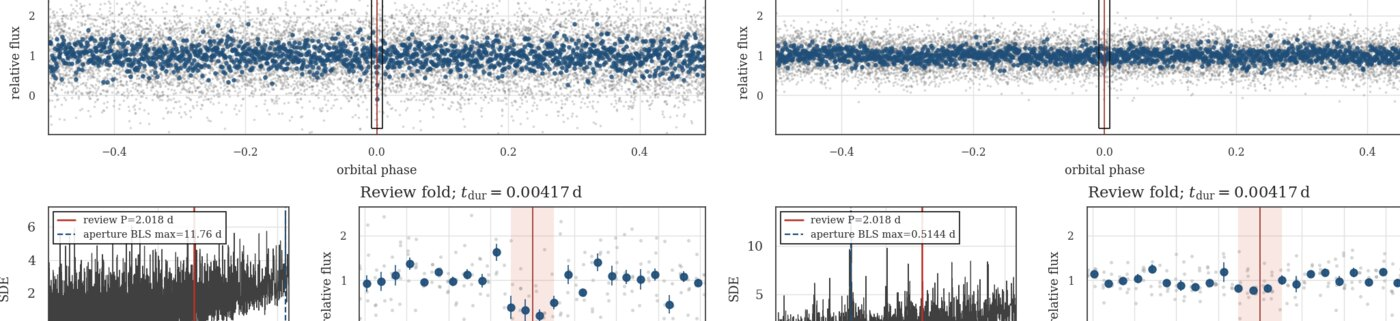 2
1
0
relative flux
−0.4
−0.2
0.0
0.2
0.4
orbital phase
2
1
0
relative flux
−0.4
−0.2
0.0
0.2
0.4
orbital phase
Review fold; tdur = 0.00417 d
6
4
2
SDE
review P=2.018 d
aperture BLS max=11.76 d
2
1
relative flux
Review fold; tdur = 0.00417 d
10
5
SDE
review P=2.018 d
aperture BLS max=0.5144 d
2
1
relative flux